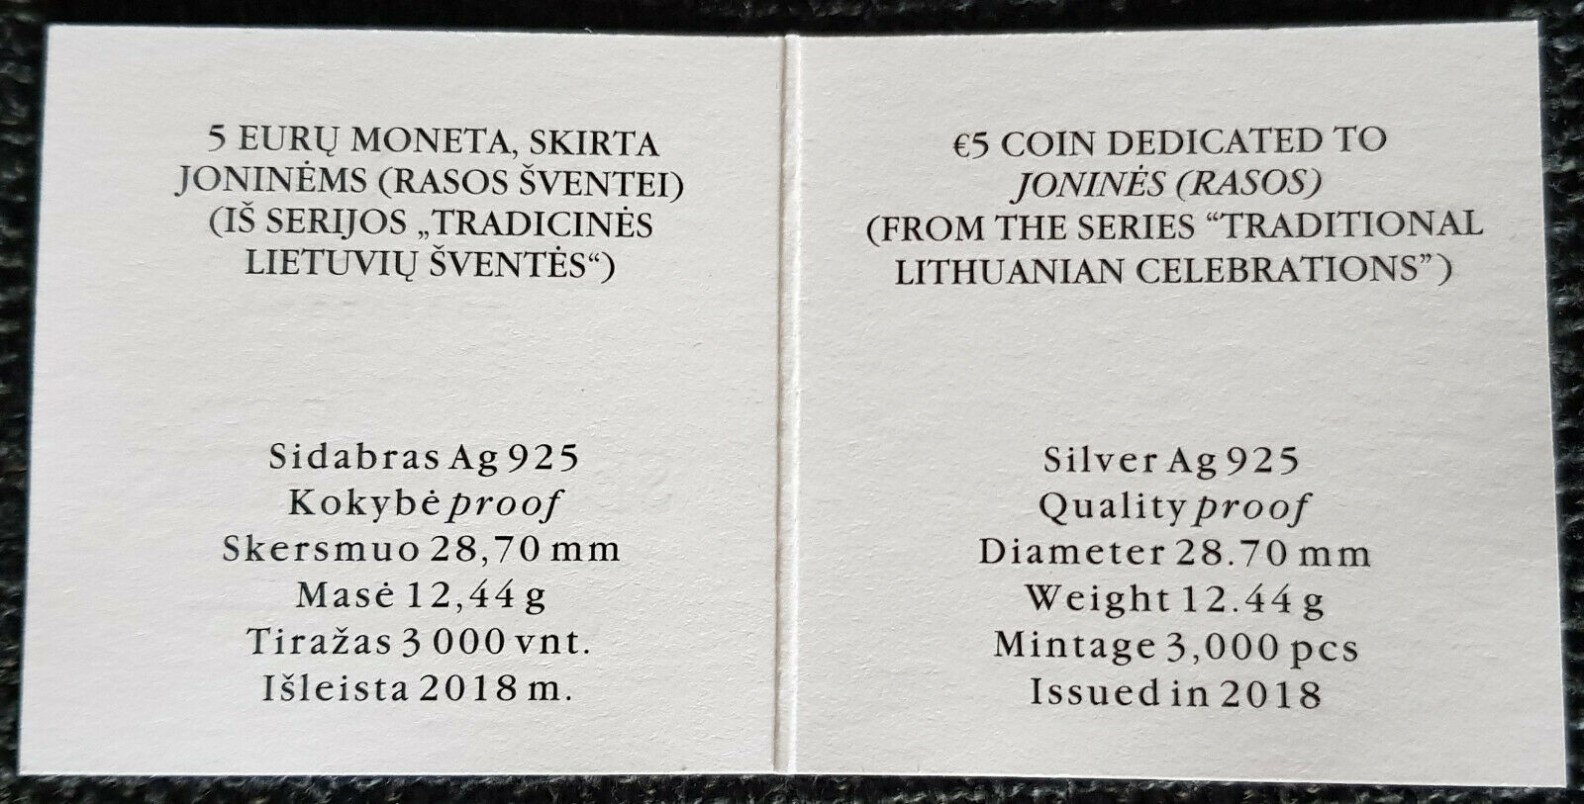 5 EURŲ MONETA, SKIRTA
JONINĖMS (RASOS ŠVENTEI)
(IŠ SERIJOS „TRADICINĖS
LIETUVIŲ ŠVENTĖS“)
Sidabras Ag 925
Kokybė proof
Skersmuo 28,70 mm
Masė 12,44 g
Tiražas 3 000 vnt.
Išleista 2018 m.
€5 COIN DEDICATED TO
JONINĖS (RASOS)
(FROM THE SERIES “TRADITIONAL
LITHUANIAN CELEBRATIONS”)
Silver Ag 925
Quality proof
Diameter 28.70 mm
Weight 12.44 g
Mintage 3,000 pcs
Issued in 2018